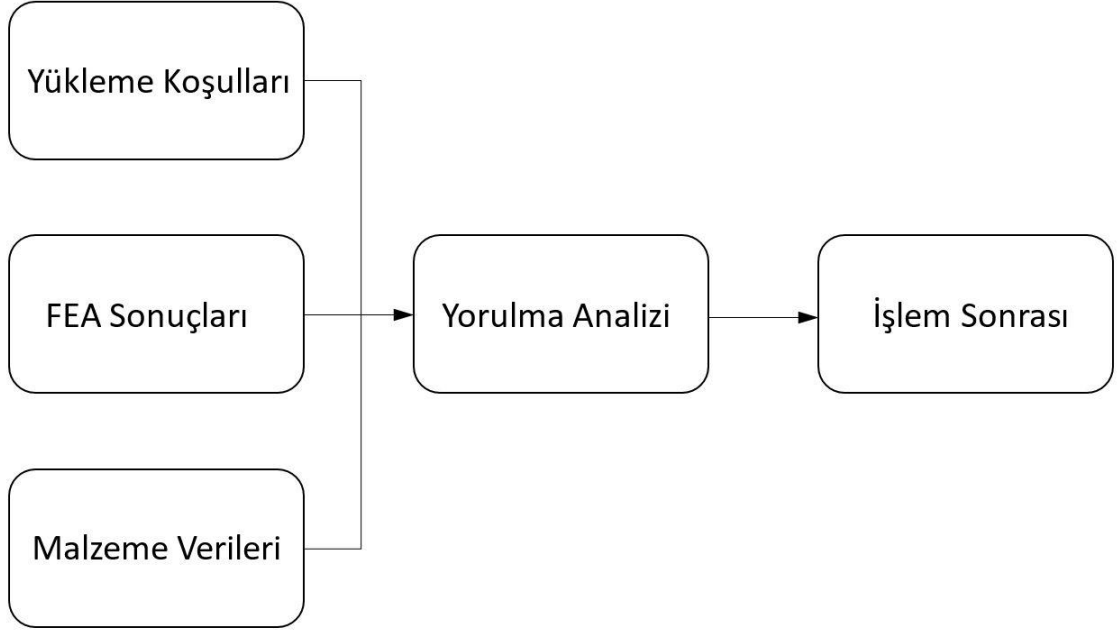 Yükleme Koşulları
FEA Sonuçları
Yorulma Analizi
İşlem Sonrası
Malzeme Verileri